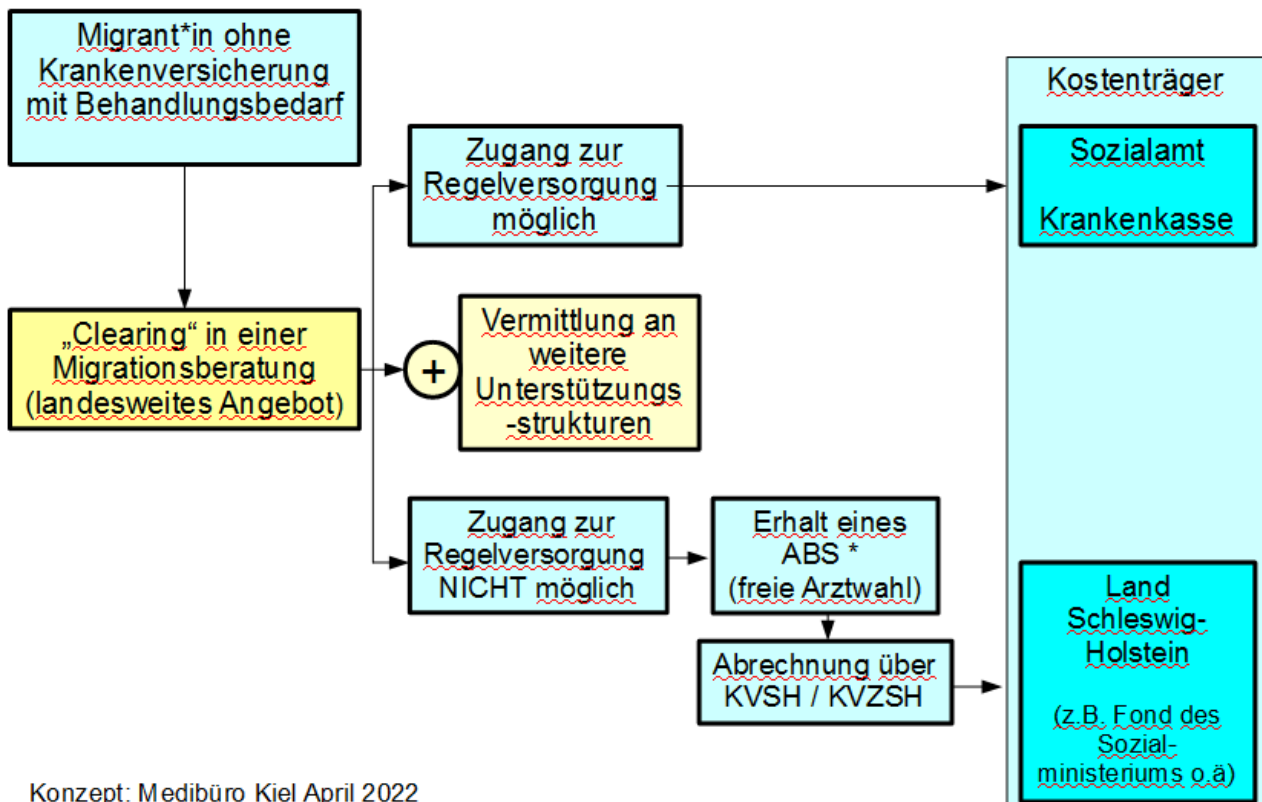 Migrant*in ohne
Krankenversicherung
mit Behandlungsbedarf
Kostenträger
Zugang zur
Regelversorgung
möglich
Sozialamt
Krankenkasse
„Clearing“ in einer
Migrationsberatung
(landesweites Angebot)
+
Vermittlung an
weitere
Unterstützungs
-strukturen
Zugang zur
Regelversorgung
NICHT möglich
Erhalt eines
ABS *
(freie Arztwahl)
Abrechnung über
KVSH / KVZSH
Land
Schleswig-
Holstein
(z.B. Fond des
Sozial-
ministeriums o.ä)
Konzept: Medibüro Kiel April 2022